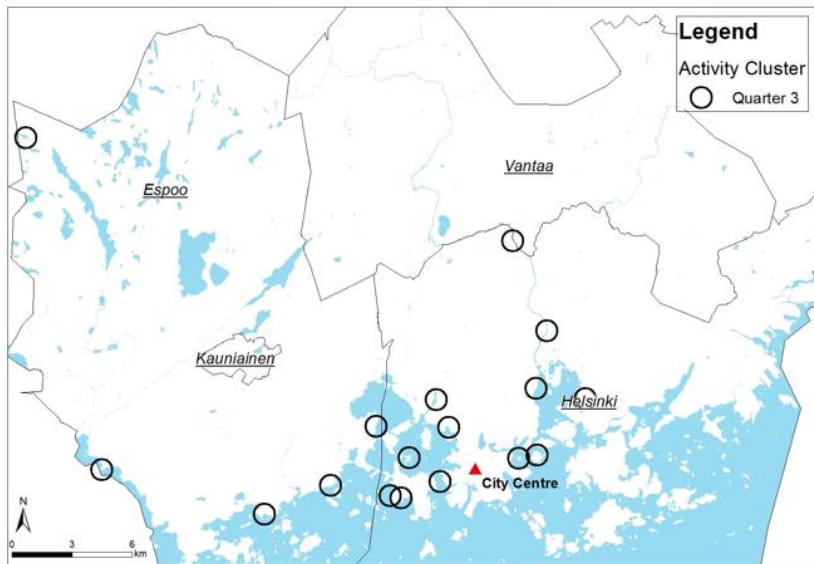 Legend
Activity Cluster
Quarter 3
Vantaa
Espoo
Kauniainen
Helsinki
City Centre
N
0 3 6
km